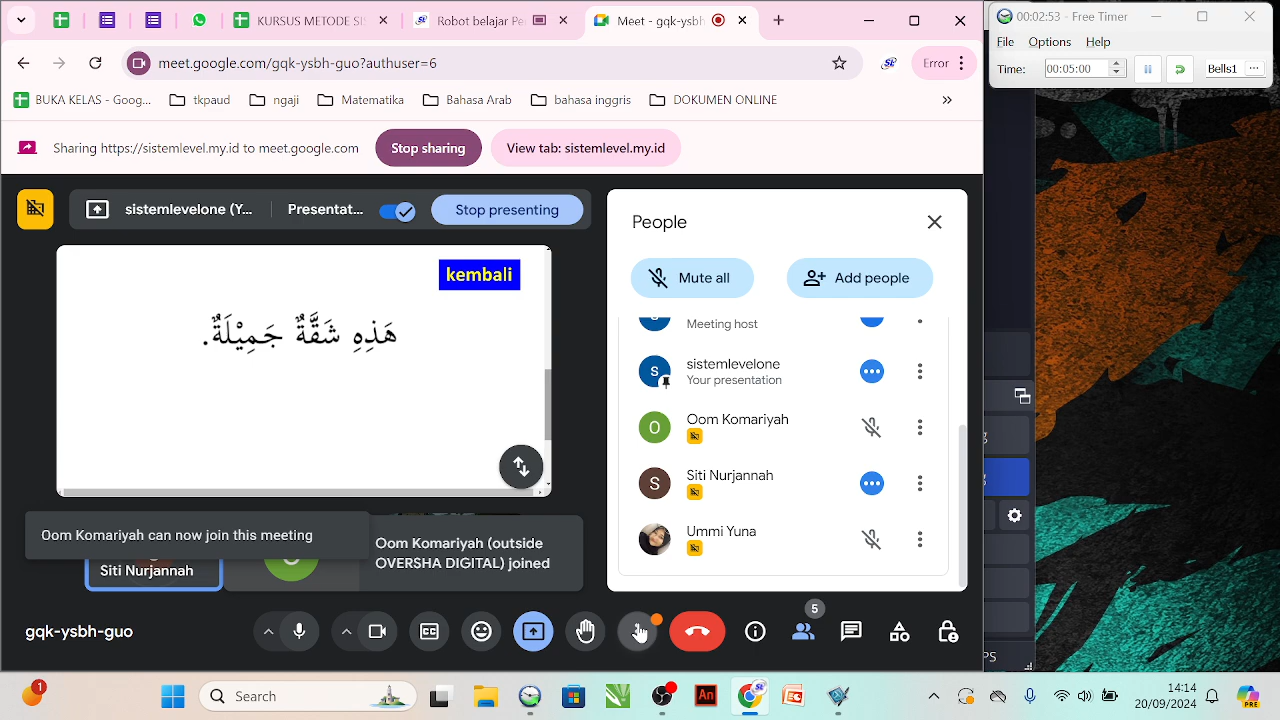 KURSUS METODE
Robot belajar
Meet - gqk-ysbh
00:02:53 - Free Timer
File Options Help
Time: 00:05:00 Bells1 ...
meet.google.com/gqk-ysbh-guo?authuser=6
Error
BUKA KELAS - Goog...
tkpaud
ngaji
bahasa inggris
DOKUMEN ONLINE
Sharing https://sistemlevel.my.id to meet.google.com
Stop sharing
View tab: sistemlevel.my.id
sistemlevelone (Y...
Presentat...
Stop presenting
kembali
هَذِهِ شَقَّةٌ جَمِيْلَةٌ.
People
Mute all
Add people
Meeting host
sistemlevelone
Your presentation
Oom Komariyah
Siti Nurjannah
Ummi Yuna
Oom Komariyah can now join this meeting
Siti Nurjannah
Oom Komariyah (outside
OVERSHA DIGITAL) joined
gqk-ysbh-guo
5
Search
14:14
20/09/2024